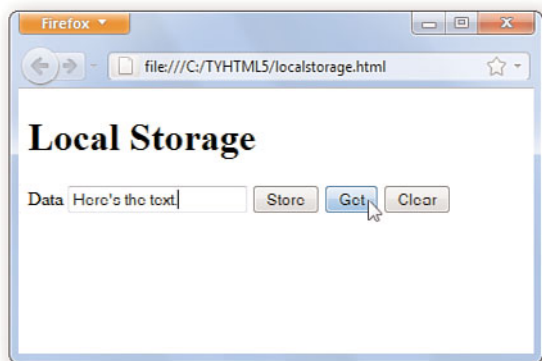 Firefox
file:///C:/TYHTML5/localstorage.html
Local Storage
Data Here's the text. Store Get Clear